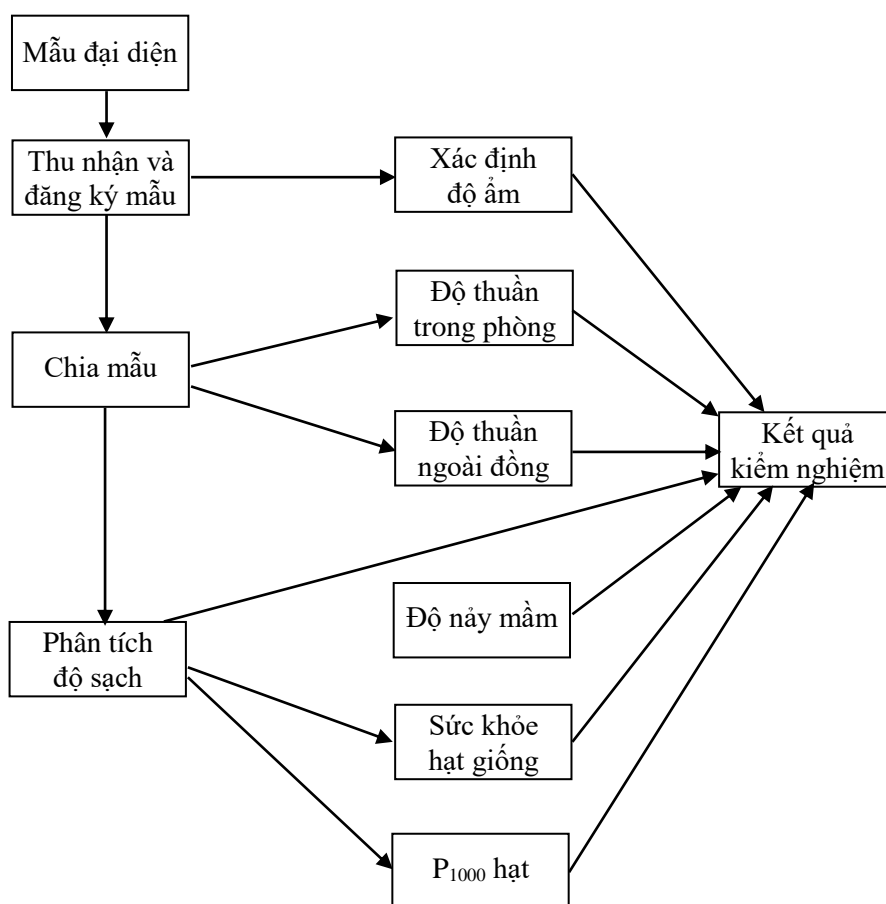 Mẫu đại diện
Thu nhận và
đăng ký mẫu
Xác định
độ ẩm
Độ thuần
trong phòng
Chia mẫu
Độ thuần
ngoài đồng
Kết quả
kiểm nghiệm
Độ nảy mầm
Phân tích
độ sạch
Sức khỏe
hạt giống
P₁₀₀₀ hạt